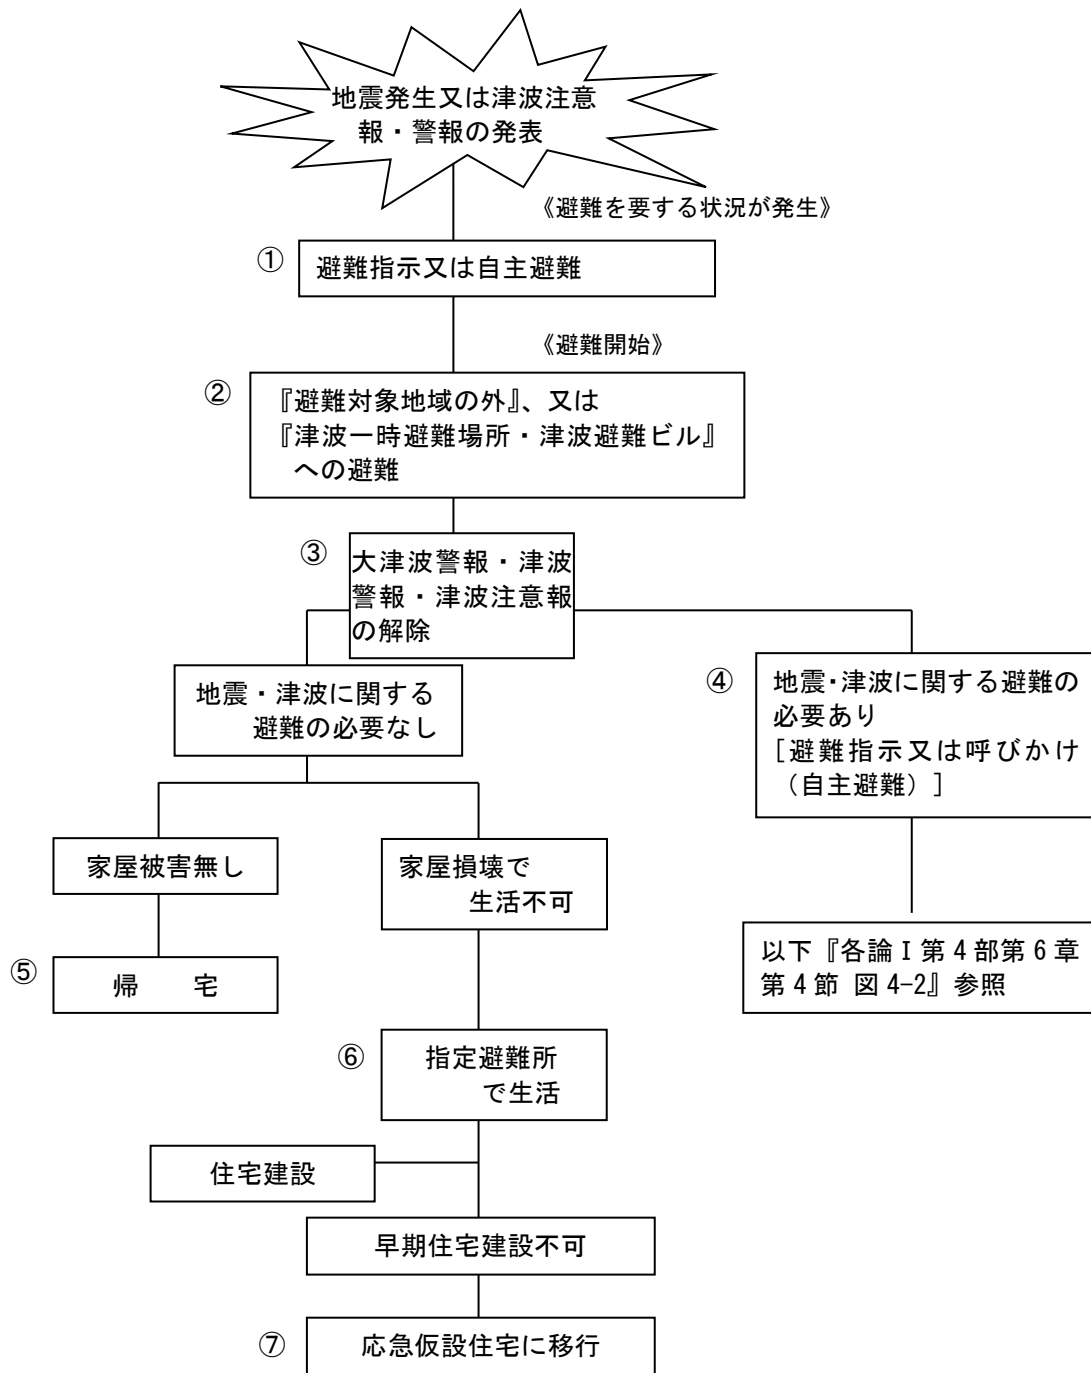 地震発生又は津波注意
報・警報の発表
《避難を要する状況が発生》
① 避難指示又は自主避難
《避難開始》
② 『避難対象地域の外』、又は
『津波一時避難場所・津波避難ビル』
への避難
③ 大津波警報・津波
警報・津波注意報
の解除
地震・津波に関する
避難の必要なし
④ 地震・津波に関する避難の
必要あり
[避難指示又は呼びかけ
(自主避難)]
家屋被害無し
家屋損壊で
生活不可
⑤ 帰 宅
以下『各論Ⅰ第4部第6章
第4節 図4-2』参照
⑥ 指定避難所
で生活
住宅建設
早期住宅建設不可
⑦ 応急仮設住宅に移行